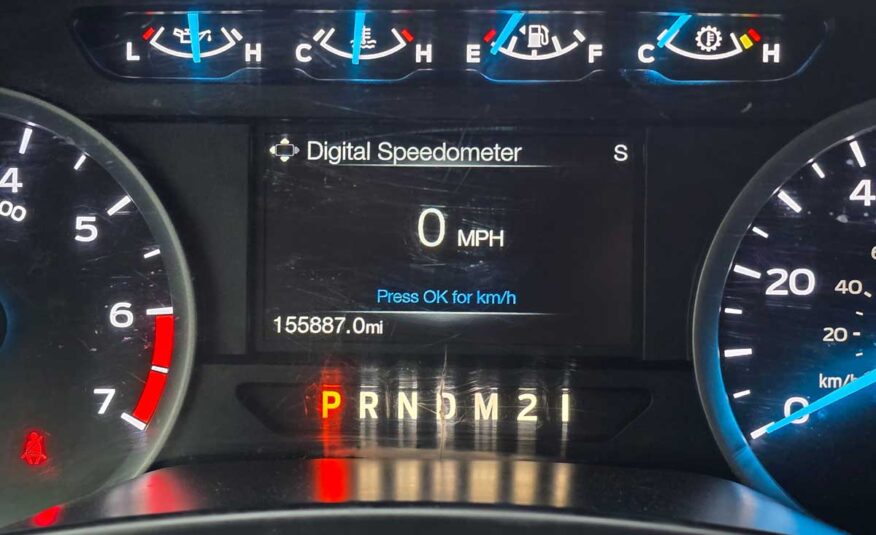 L H C H E F C H
Digital Speedometer S
0 MPH
Press OK for km/h
155887.0mi
P R N D M 2 1
4
5
6
7
4
20
0
40
20
km/h